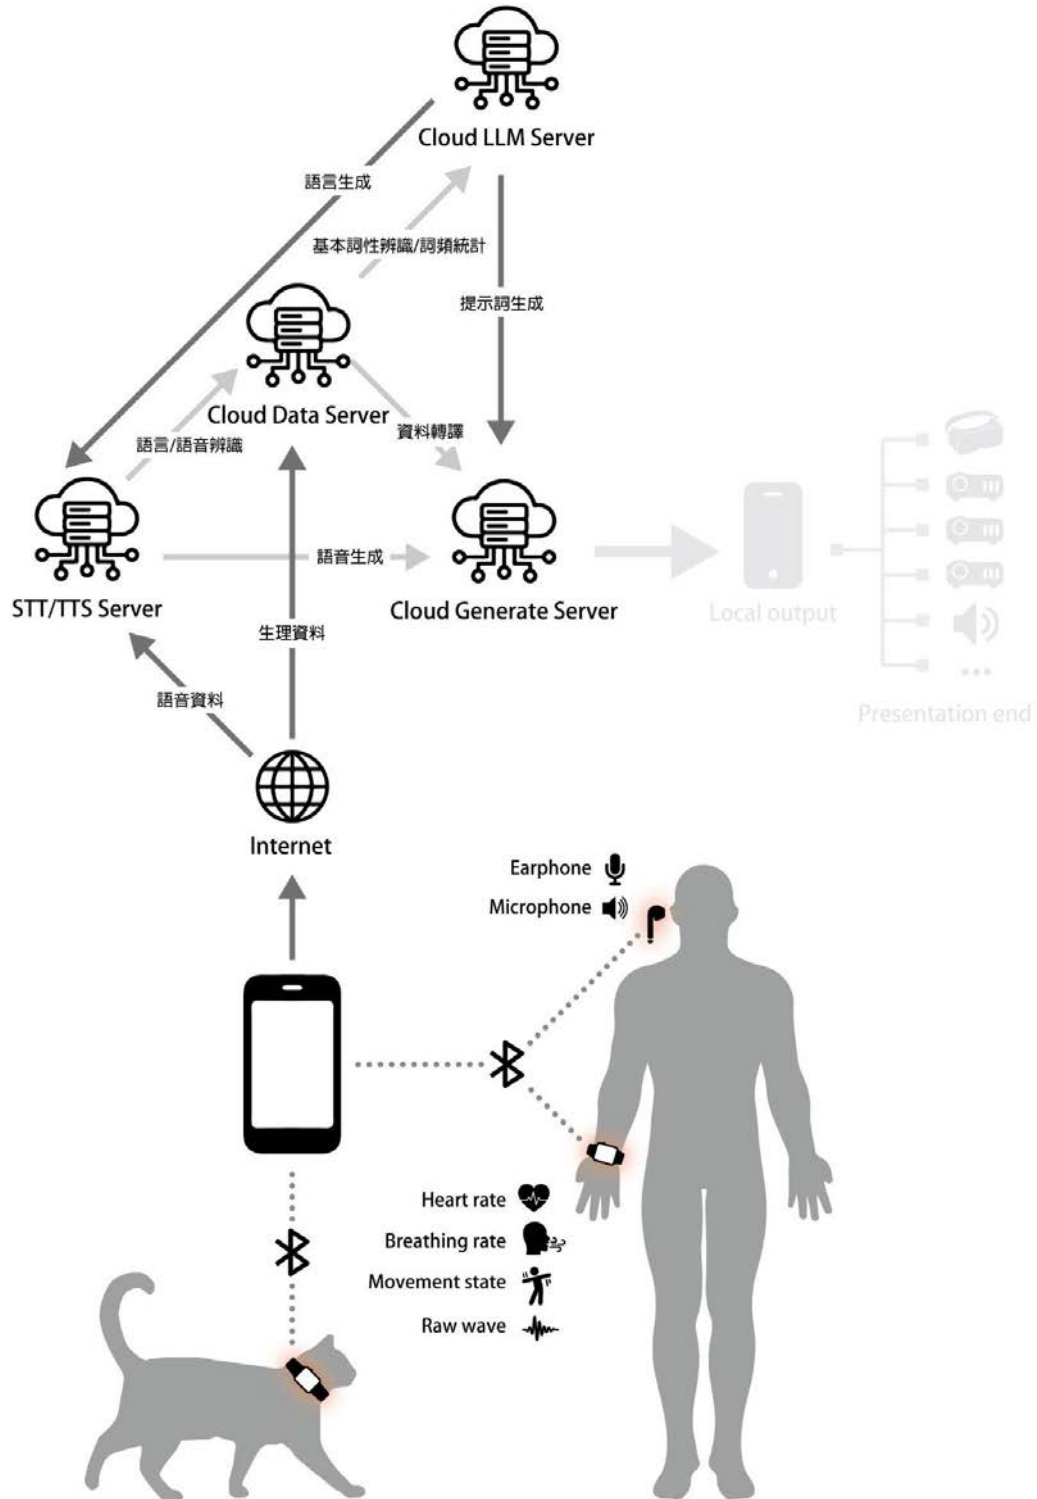 Cloud LLM Server
語言生成
基本詞性辨識/詞頻統計
提示詞生成
Cloud Data Server
資料轉譯
語言/語音辨識
語音生成
STT/TTS Server
Cloud Generate Server
Local output
生理資料
語音資料
Presentation end
Internet
Earphone
Microphone
Heart rate
Breathing rate
Movement state
Raw wave